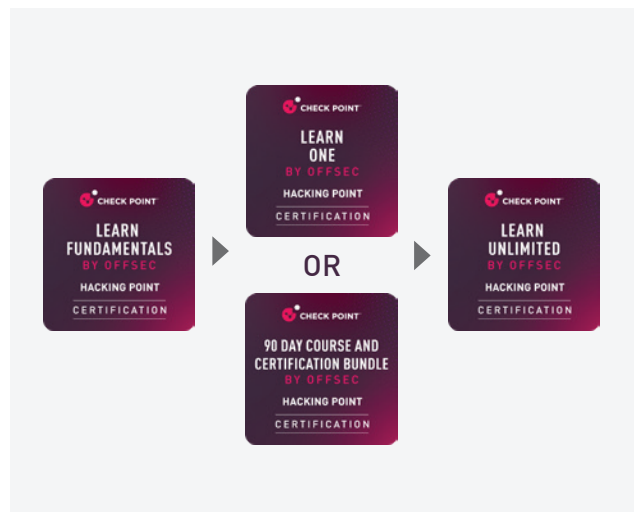 CHECK POINT
LEARN
FUNDAMENTALS
BY OFFSEC
HACKING POINT
CERTIFICATION
CHECK POINT
LEARN
ONE
BY OFFSEC
HACKING POINT
CERTIFICATION
OR
CHECK POINT
90 DAY COURSE AND
CERTIFICATION BUNDLE
BY OFFSEC
HACKING POINT
CERTIFICATION
CHECK POINT
LEARN
UNLIMITED
BY OFFSEC
HACKING POINT
CERTIFICATION